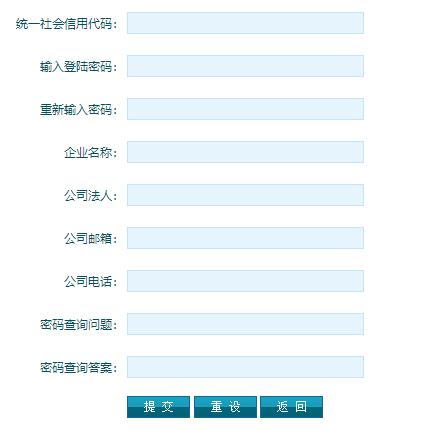 统一社会信用代码:
输入登陆密码:
重新输入密码:
企业名称:
公司法人:
公司邮箱:
公司电话:
密码查询问题:
密码查询答案:
提 交 重 设 返 回